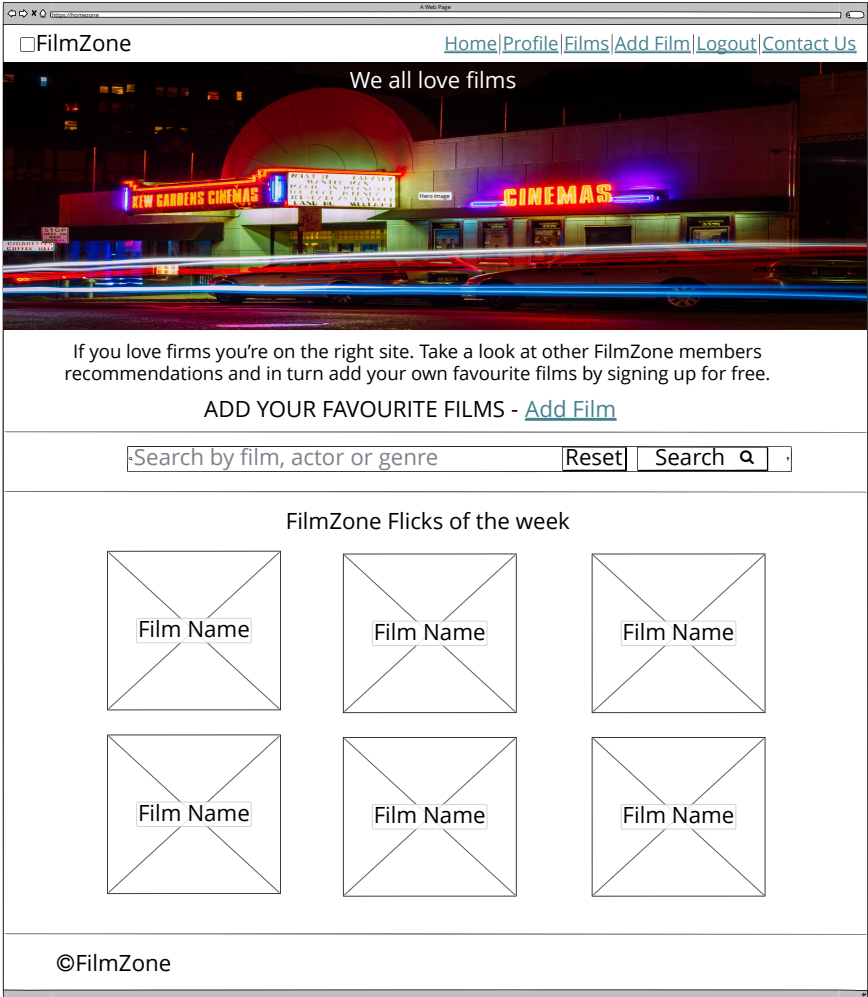 A Web Page
https://homezone
FilmZone
Home|Profile|Films|Add Film|Logout|Contact Us
We all love films
KEW GARDENS CINEMAS
Hero Image
CINEMAS
STOP
If you love firms you’re on the right site. Take a look at other FilmZone members
recommendations and in turn add your own favourite films by signing up for free.
ADD YOUR FAVOURITE FILMS - Add Film
Search by film, actor or genre
Reset
Search
FilmZone Flicks of the week
Film Name
Film Name
Film Name
Film Name
Film Name
Film Name
©FilmZone